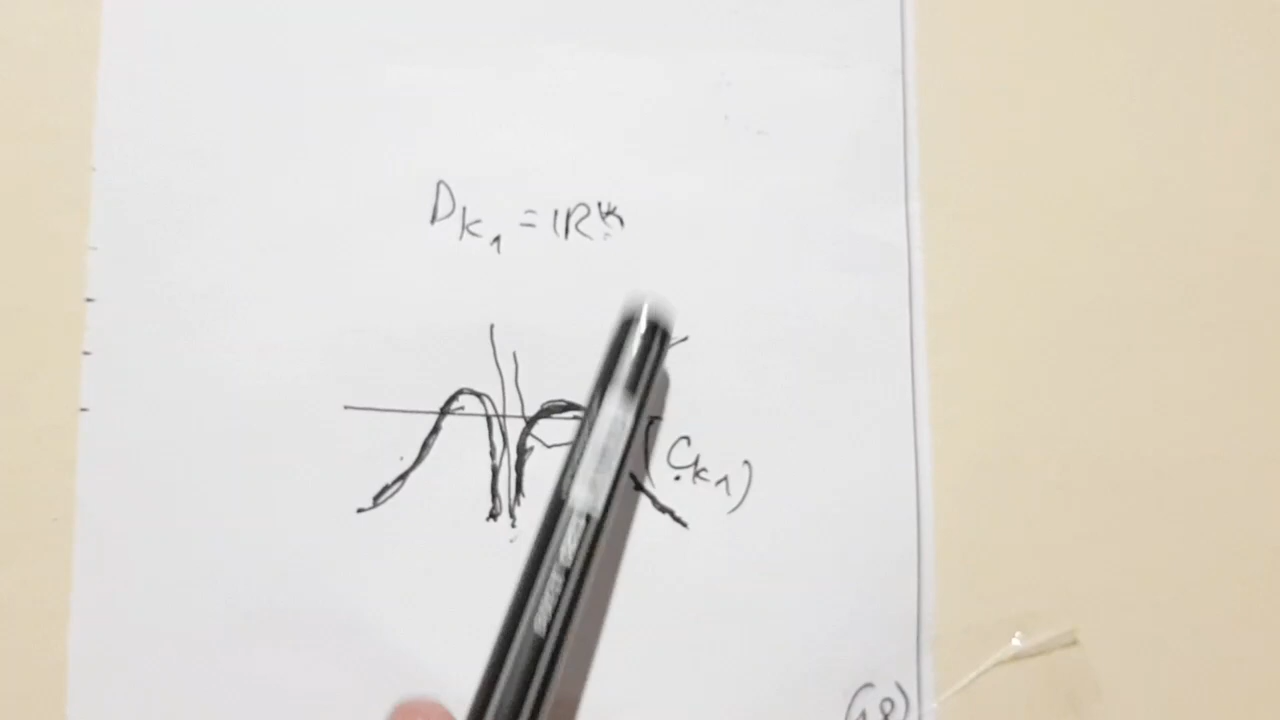 D_{k_1} = ℝ*
(C_{k_1})
(18)